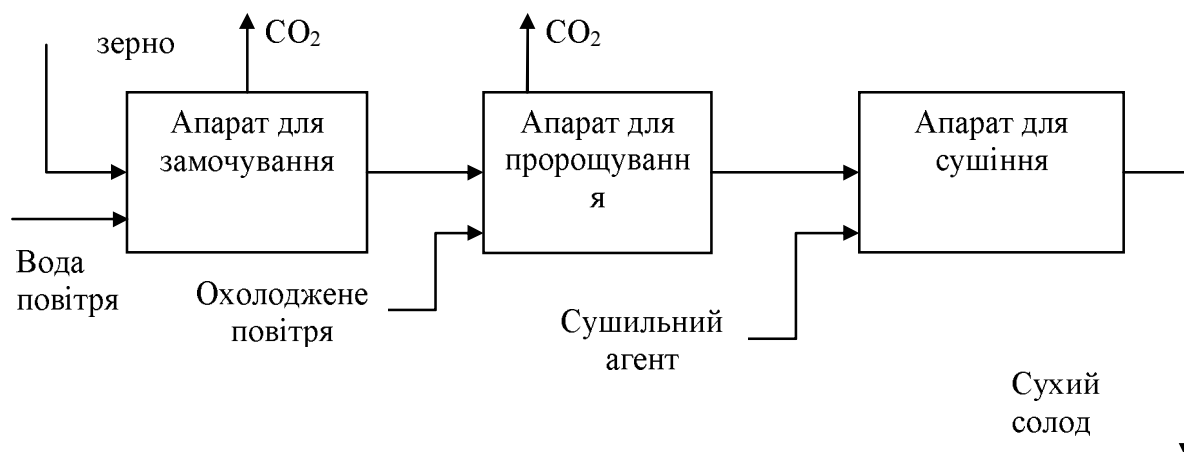 зерно
CO₂
CO₂
Апарат для
замочування
Апарат для
пророщуванн
я
Апарат для
сушіння
Вода
повітря
Охолоджене
повітря
Сушильний
агент
Сухий
солод